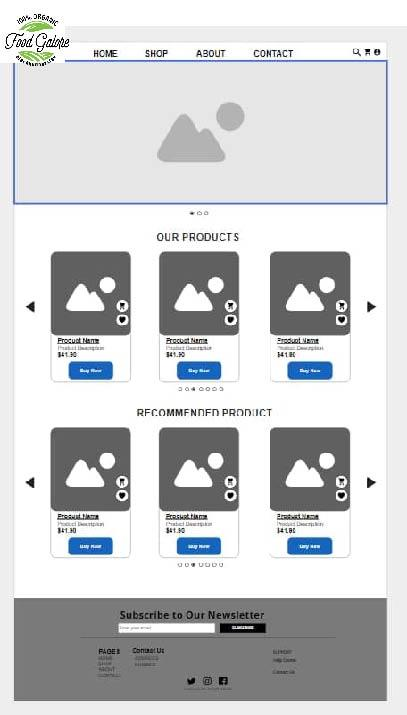 100% ORGANIC
Food Galore
HOME SHOP ABOUT CONTACT
OUR PRODUCTS
Product Name Product Name Product Name
Product Description Product Description Product Description
$41.90 $41.90 $41.90
Buy Now Buy Now Buy Now
RECOMMENDED PRODUCT
Product Name Product Name Product Name
Product Description Product Description Product Description
$41.90 $41.90 $41.90
Buy Now Buy Now Buy Now
Subscribe to Our Newsletter
Enter your email SUBSCRIBE
PAGES Contact Us SUPPORT
HOME ADDRESS
SHOP NUMBER Help Center
ABOUT
CONTACT Contact Us